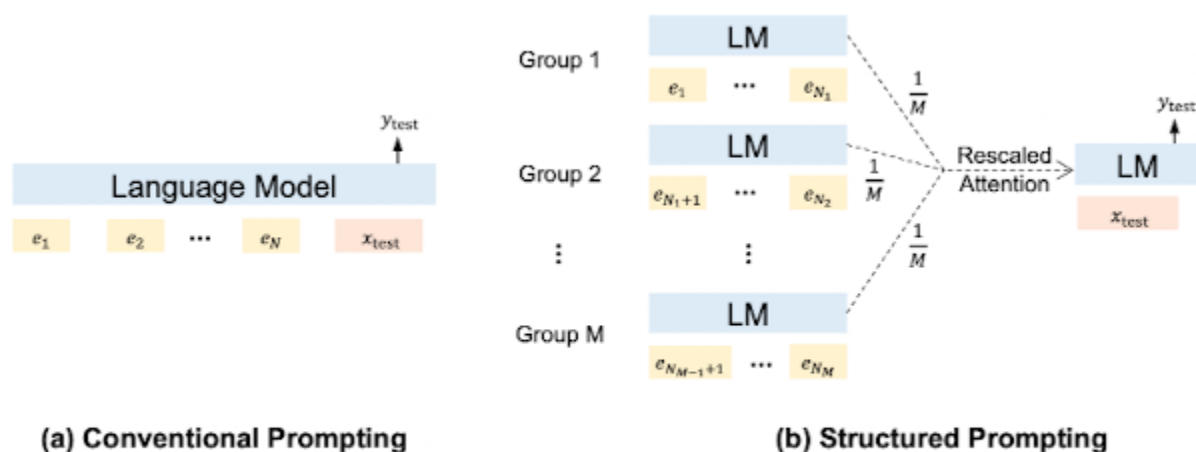 y_test
Language Model
e_1 e_2 ... e_N x_test
(a) Conventional Prompting
Group 1
LM
e_1 ... e_{N_1}
Group 2
LM
e_{N_1+1} ... e_{N_2}
⋮ ⋮
Group M
LM
e_{N_{M-1}+1} ... e_{N_M}
1/M
1/M
1/M
Rescaled
Attention
y_test
LM
x_test
(b) Structured Prompting